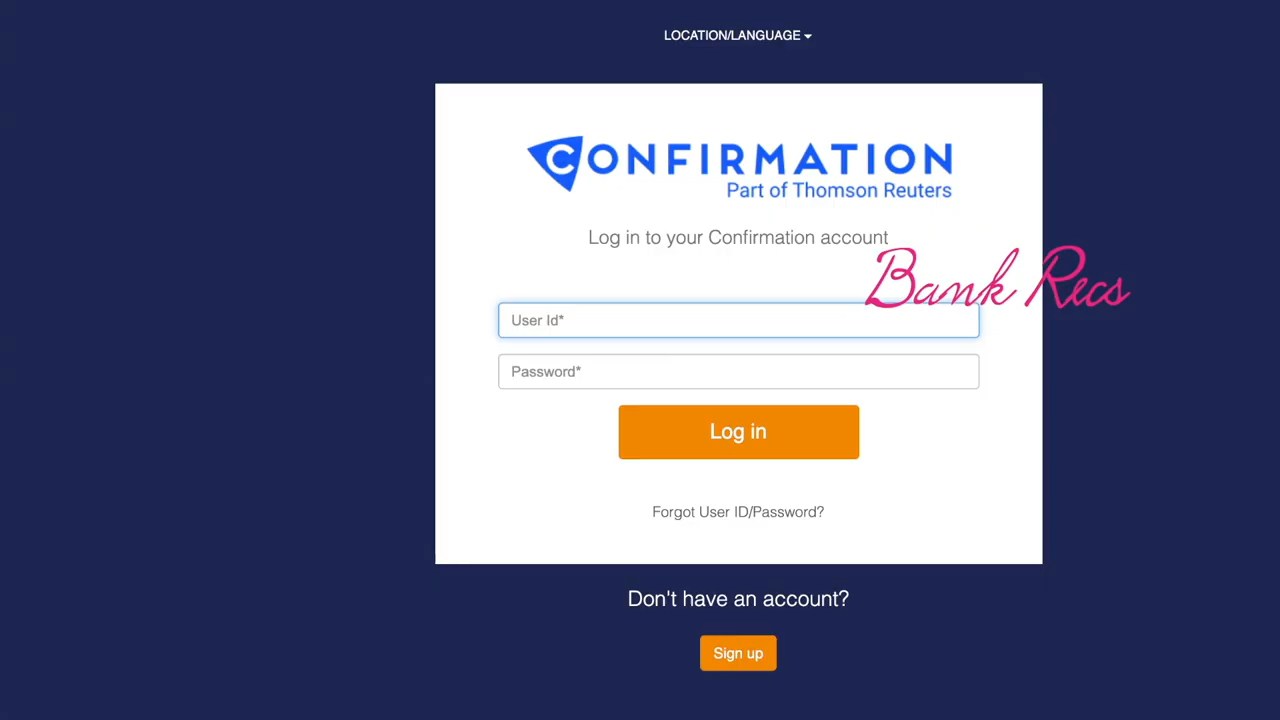 LOCATION/LANGUAGE
CONFIRMATION
Part of Thomson Reuters
Log in to your Confirmation account
Bank Recs
User Id*
Password*
Log in
Forgot User ID/Password?
Don't have an account?
Sign up